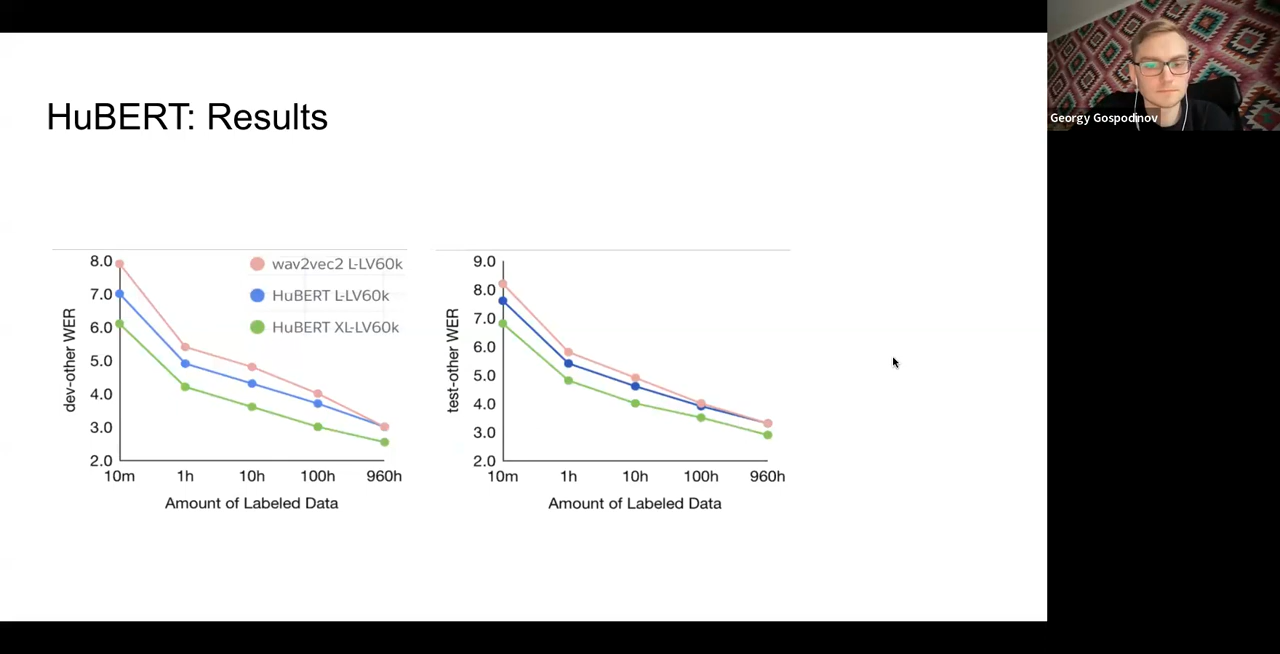 HuBERT: Results
8.0
7.0
6.0
5.0
4.0
3.0
2.0
dev-other WER
wav2vec2 L-LV60k
HuBERT L-LV60k
HuBERT XL-LV60k
10m 1h 10h 100h 960h
Amount of Labeled Data
9.0
8.0
7.0
6.0
5.0
4.0
3.0
2.0
test-other WER
10m 1h 10h 100h 960h
Amount of Labeled Data
Georgy Gospodinov